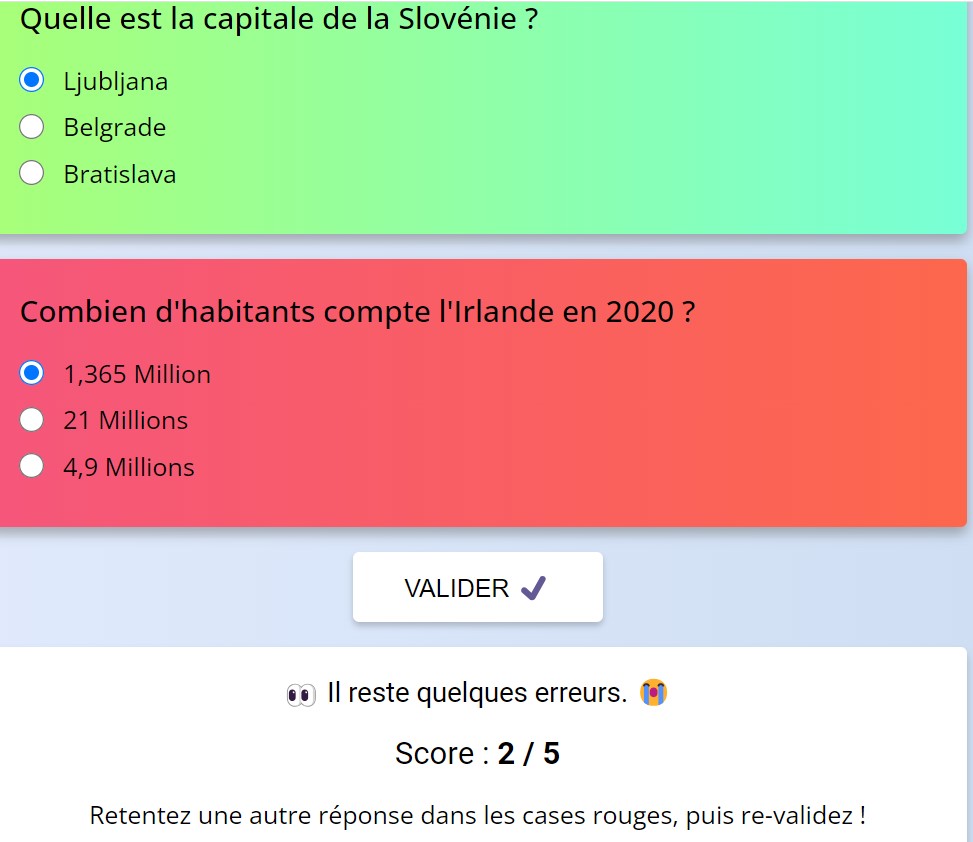 Quelle est la capitale de la Slovénie ?
Ljubljana
Belgrade
Bratislava
Combien d'habitants compte l'Irlande en 2020 ?
1,365 Million
21 Millions
4,9 Millions
VALIDER ✔
👀 Il reste quelques erreurs. 😭
Score : 2 / 5
Retentez une autre réponse dans les cases rouges, puis re-validez !